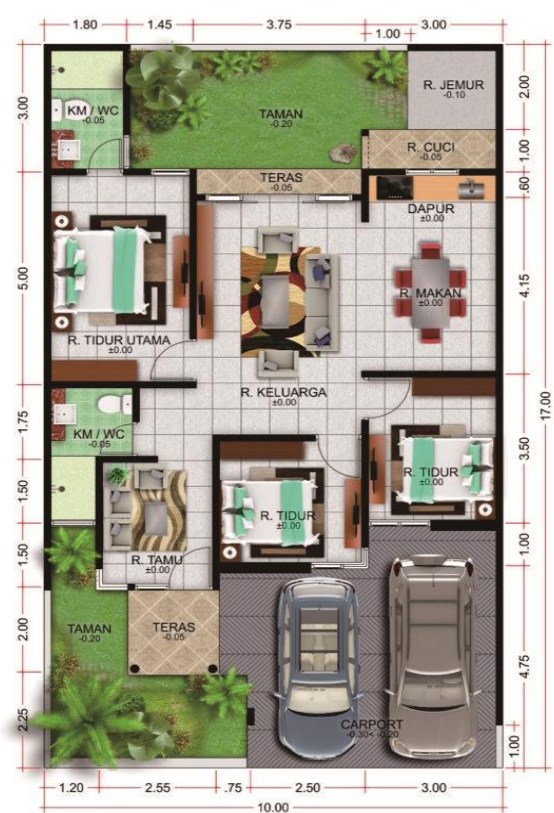 1.80 1.45 3.75 3.00
1.00
3.00
5.00
1.75
1.50
1.50
2.00
2.25
KM / WC
-0.05
TAMAN
-0.20
R. JEMUR
-0.10
R. CUCI
-0.05
TERAS
-0.05
DAPUR
±0.00
R. MAKAN
±0.00
R. TIDUR UTAMA
±0.00
R. KELUARGA
±0.00
KM / WC
-0.05
R. TIDUR
±0.00
R. TIDUR
±0.00
R. TAMU
±0.00
TAMAN
-0.20
TERAS
-0.05
CARPORT
-0.30< -0.20
2.00
1.00
.60
4.15
3.50
1.00
4.75
1.00
17.00
1.20 2.55 .75 2.50 3.00
10.00